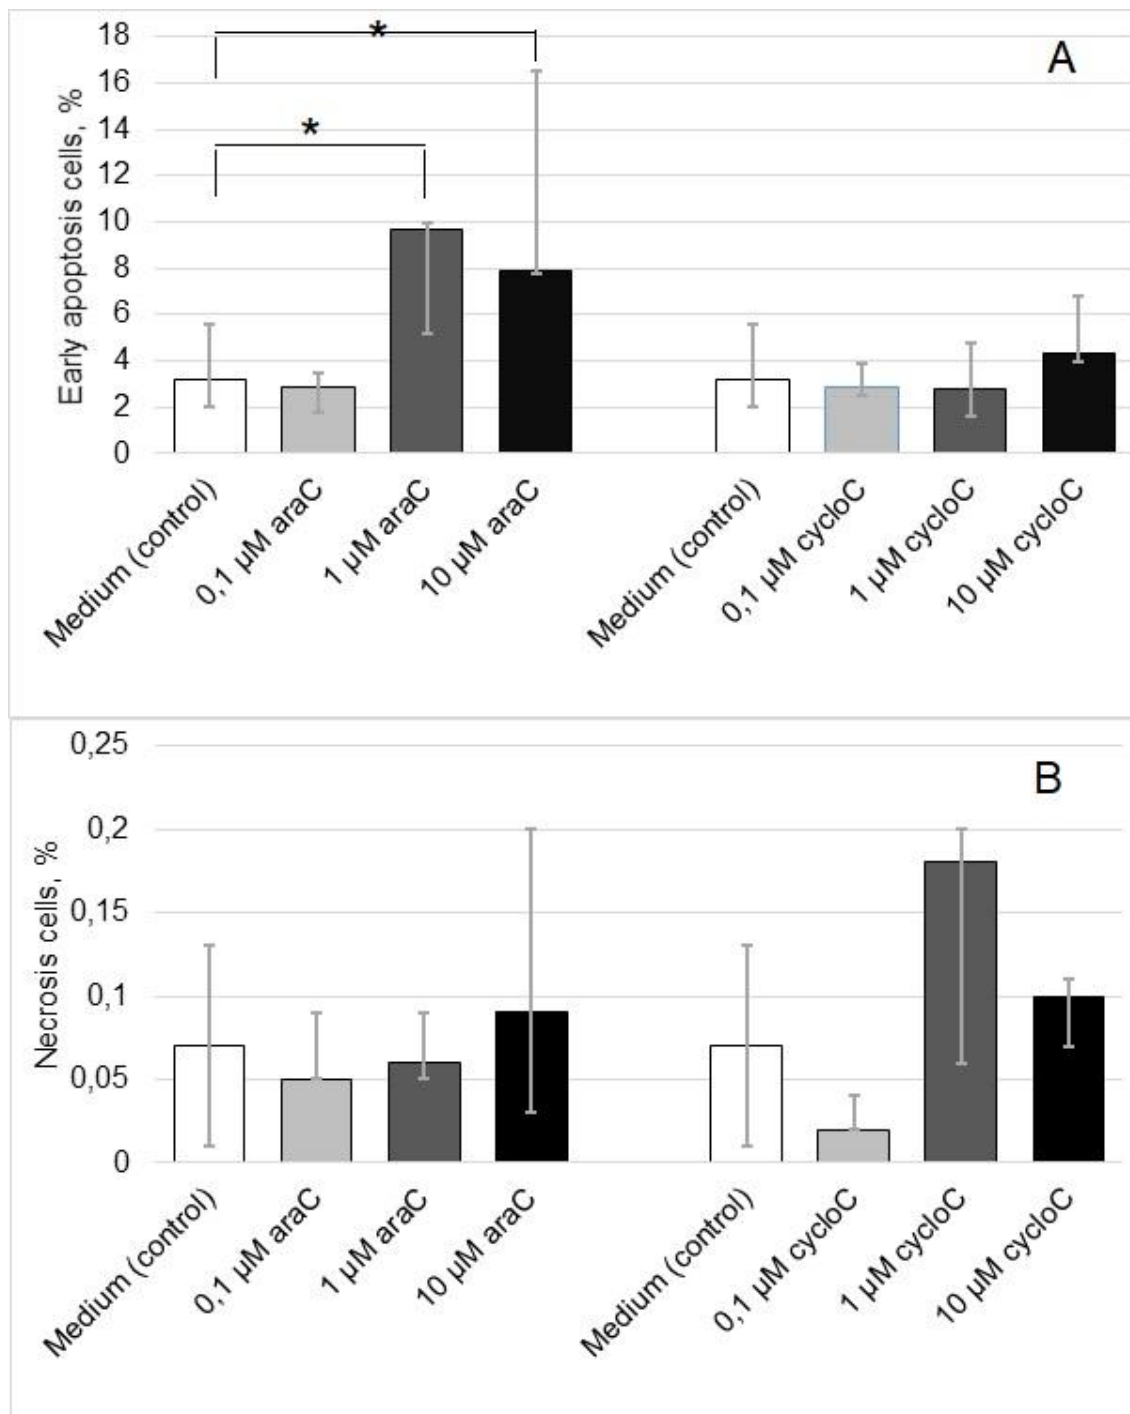 A
Early apoptosis cells, %
18
16
14
12
10
8
6
4
2
0
*
*
Medium (control)
0,1 µM araC
1 µM araC
10 µM araC
Medium (control)
0,1 µM cycloC
1 µM cycloC
10 µM cycloC
B
Necrosis cells, %
0,25
0,2
0,15
0,1
0,05
0
Medium (control)
0,1 µM araC
1 µM araC
10 µM araC
Medium (control)
0,1 µM cycloC
1 µM cycloC
10 µM cycloC